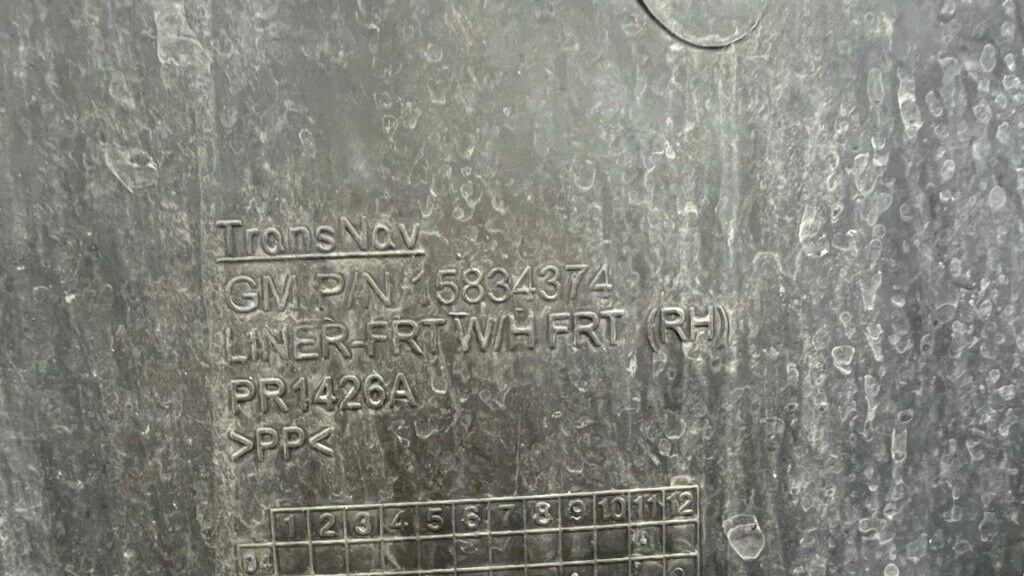 TransNav
GM P/N 15834374
LINER-FRT W/H FRT (RH)
PR1426A
>PP<
1 2 3 4 5 6 7 8 9 10 11 12
04